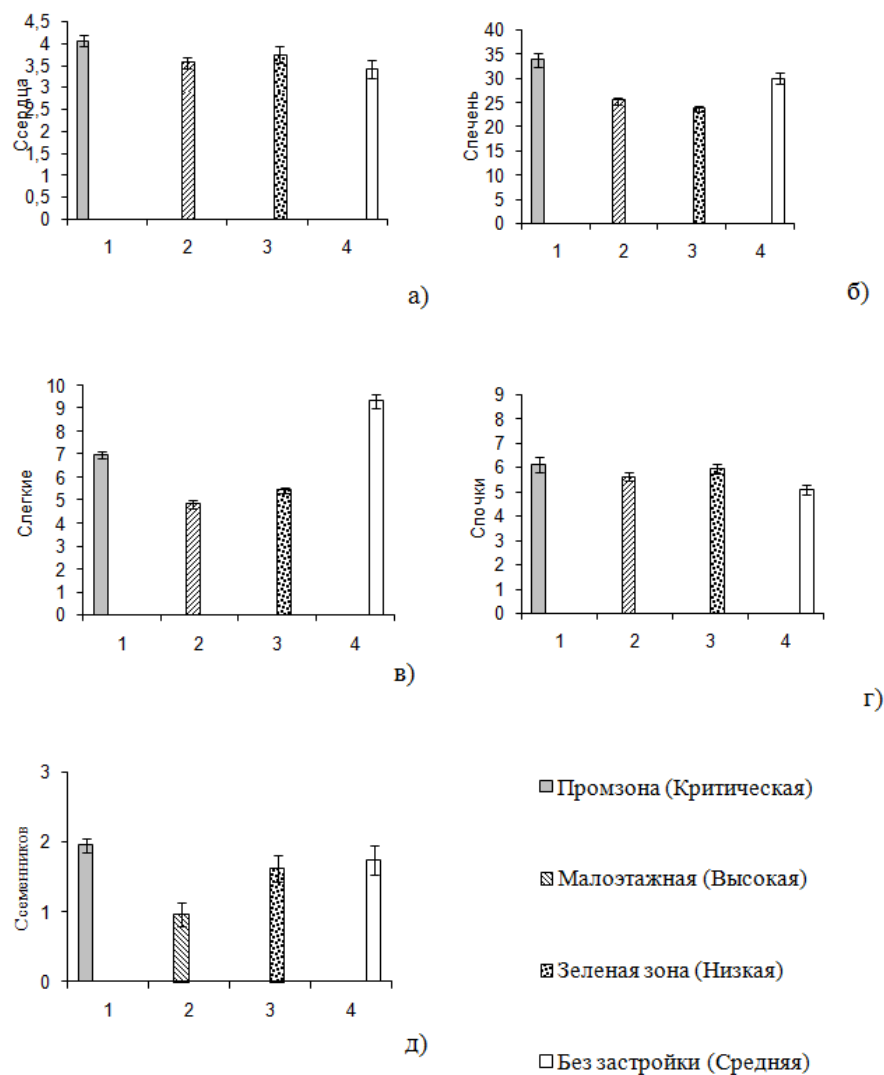 Ссердца
4,5
4
3,5
3
2,5
2
1,5
1
0,5
0
1 2 3 4
а)
Спечень
40
35
30
25
20
15
10
5
0
1 2 3 4
б)
Слегкие
10
9
8
7
6
5
4
3
2
1
0
1 2 3 4
в)
Спочки
9
8
7
6
5
4
3
2
1
0
1 2 3 4
г)
Ссеменников
3
2
1
0
1 2 3 4
д)
Промзона (Критическая)
Малоэтажная (Высокая)
Зеленая зона (Низкая)
Без застройки (Средняя)